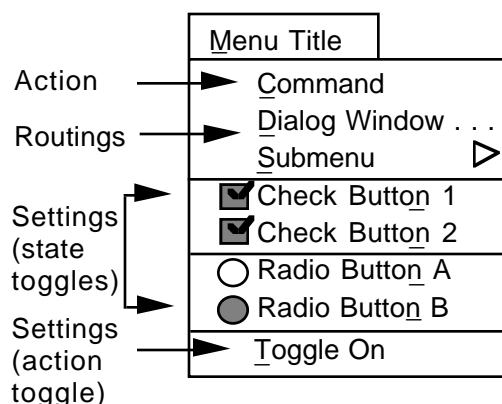 Menu Title
Action
Command
Routings
Dialog Window . . .
Submenu
Settings
(state
toggles)
Check Button 1
Check Button 2
Radio Button A
Radio Button B
Settings
(action
toggle)
Toggle On